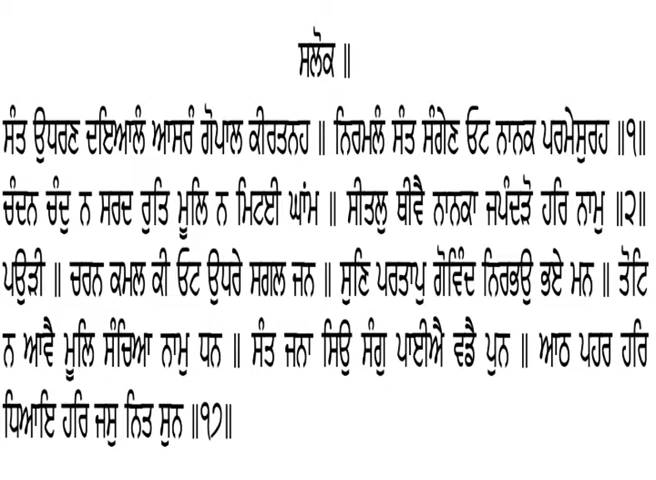 ਸਲੋਕ ॥
ਸੰਤ ਉਧਰਣ ਦਇਆਲੰ ਆਸਰੰ ਗੋਪਾਲ ਕੀਰਤਨਹ ॥ ਨਿਰਮਲੰ ਸੰਤ ਸੰਗੇਣ ਓਟ ਨਾਨਕ ਪਰਮੇਸੁਰਹ ॥੧॥
ਚੰਦਨ ਚੰਦੁ ਨ ਸਰਦ ਰੁਤਿ ਮੂਲਿ ਨ ਮਿਟਈ ਘਾਂਮ ॥ ਸੀਤਲੁ ਥੀਵੈ ਨਾਨਕਾ ਜਪੰਦੜੋ ਹਰਿ ਨਾਮੁ ॥੨॥
ਪਉੜੀ ॥ ਚਰਨ ਕਮਲ ਕੀ ਓਟ ਉਧਰੇ ਸਗਲ ਜਨ ॥ ਸੁਣਿ ਪਰਤਾਪੁ ਗੋਵਿੰਦ ਨਿਰਭਉ ਭਏ ਮਨ ॥ ਤੋਟਿ
ਨ ਆਵੈ ਮੂਲਿ ਸੰਚਿਆ ਨਾਮੁ ਧਨ ॥ ਸੰਤ ਜਨਾ ਸਿਉ ਸੰਗੁ ਪਾਈਐ ਵਡੈ ਪੁਨ ॥ ਆਠ ਪਹਰ ਹਰਿ
ਧਿਆਇ ਹਰਿ ਜਸੁ ਨਿਤ ਸੁਨ ॥੧੭॥